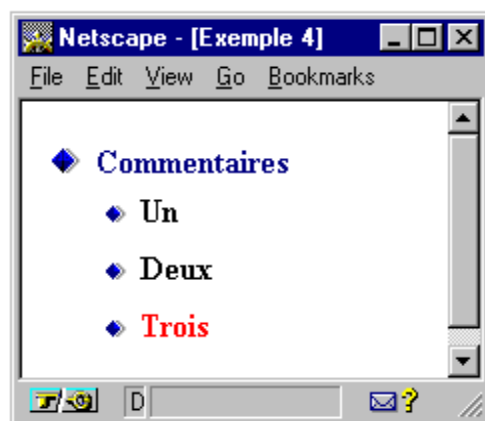 Netscape - [Exemple 4]
File Edit View Go Bookmarks
Commentaires
Un
Deux
Trois
D